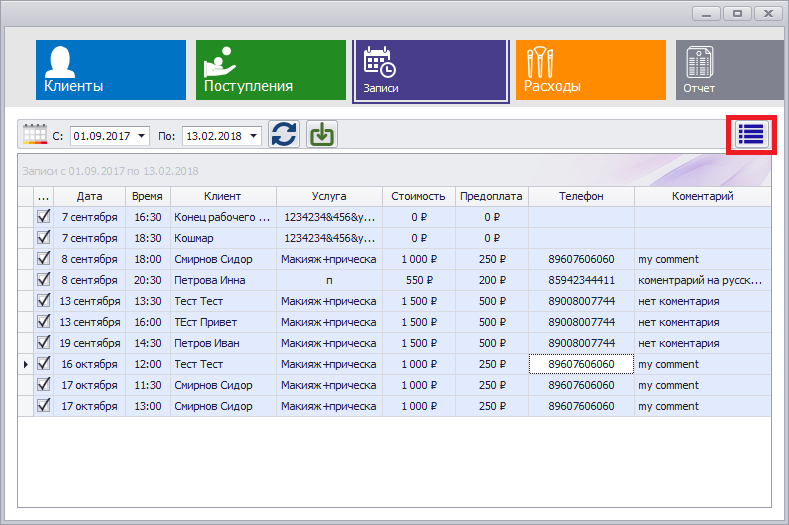 Клиенты Поступления Записи Расходы Отчет
С: 01.09.2017 По: 13.02.2018
Записи с 01.09.2017 по 13.02.2018
... Дата Время Клиент Услуга Стоимость Предоплата Телефон Коментарий
7 сентября 16:30 Конец рабочего ... 1234234&456&у... 0 ₽ 0 ₽
7 сентября 18:30 Кошмар 1234234&456&у... 0 ₽ 0 ₽
8 сентября 18:00 Смирнов Сидор Макияж+прическа 1 000 ₽ 250 ₽ 89607606060 my comment
8 сентября 20:30 Петрова Инна п 550 ₽ 200 ₽ 85942344411 коментрарий на русск...
13 сентября 13:30 Тест Тест Макияж+прическа 1 500 ₽ 500 ₽ 89008007744 нет коментария
13 сентября 16:00 ТЕст Привет Макияж+прическа 1 500 ₽ 500 ₽ 89008007744 нет коментария
19 сентября 14:30 Петров Иван Макияж+прическа 1 500 ₽ 500 ₽ 89008007744 нет коментария
16 октября 12:00 Тест Тест Макияж+прическа 1 000 ₽ 250 ₽ 89607606060 my comment
17 октября 11:30 Смирнов Сидор Макияж+прическа 1 000 ₽ 250 ₽ 89607606060 my comment
17 октября 13:00 Смирнов Сидор Макияж+прическа 1 000 ₽ 250 ₽ 89607606060 my comment